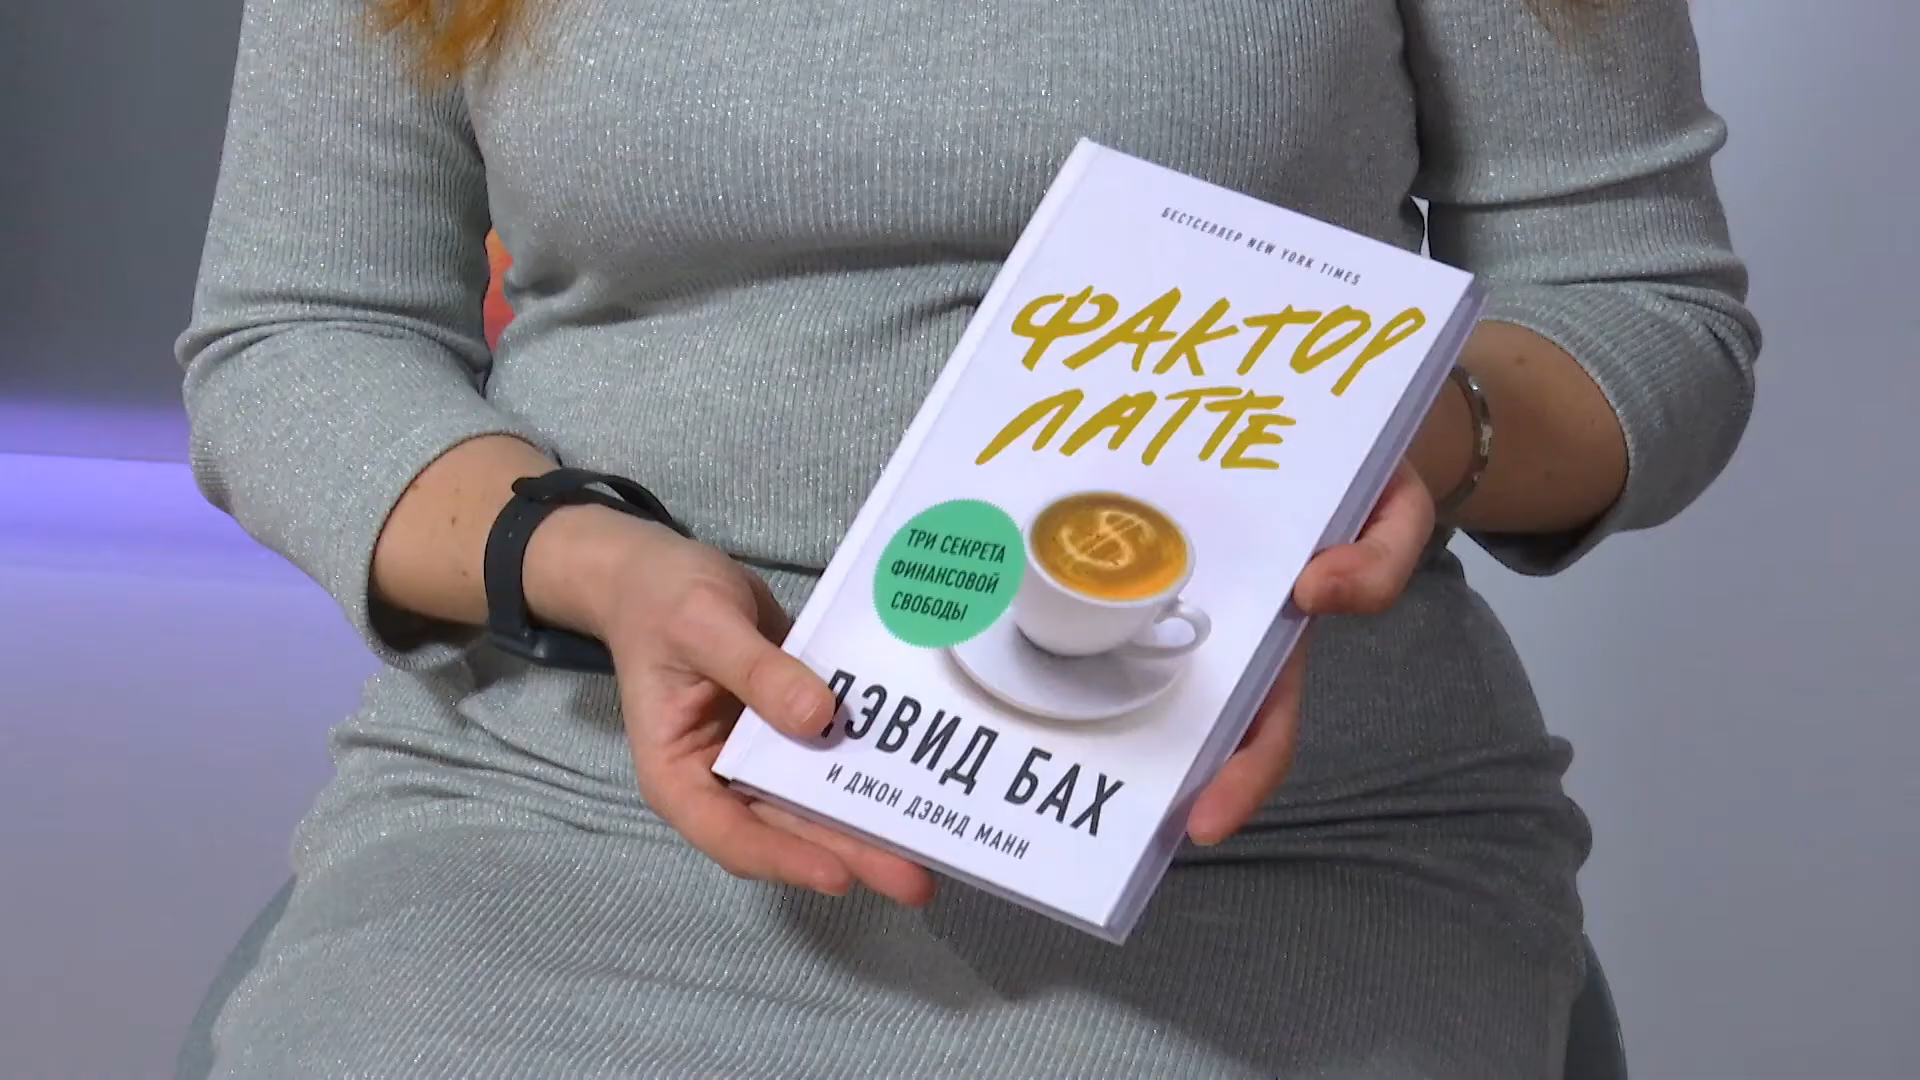 БЕСТСЕЛЛЕР NEW YORK TIMES
ФАКТОР
ЛАТТЕ
ТРИ СЕКРЕТА
ФИНАНСОВОЙ
СВОБОДЫ
ДЭВИД БАХ
И ДЖОН ДЭВИД МАНН